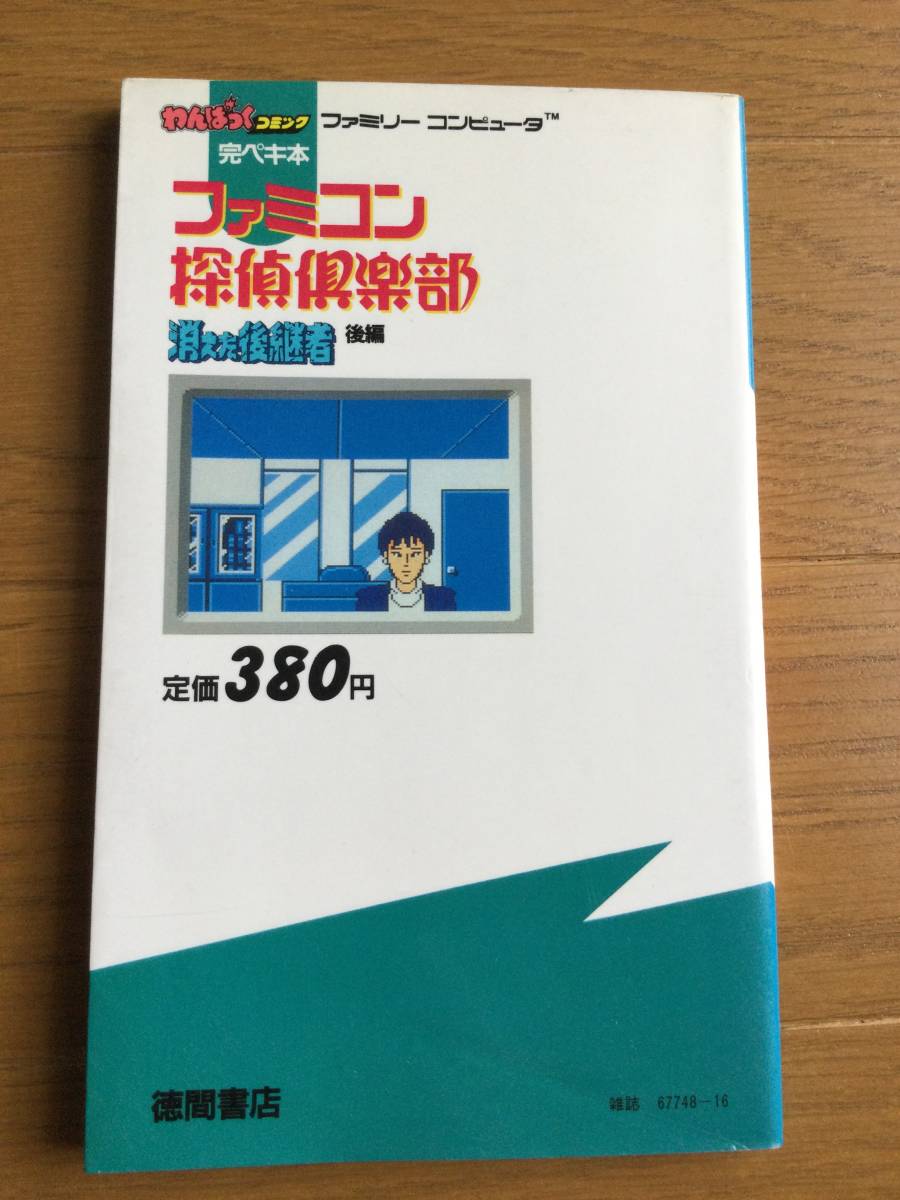 わんぱっくコミック ファミリー コンピュータ™
完ペキ本
ファミコン
探偵倶楽部
消えた後継者 後編
定価380円
徳間書店
雑誌 67748-16